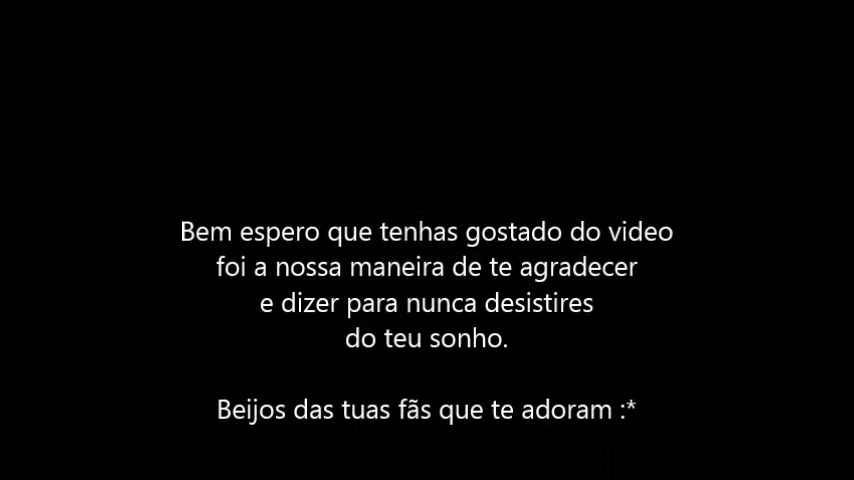 Bem espero que tenhas gostado do video
foi a nossa maneira de te agradecer
e dizer para nunca desistires
do teu sonho.
Beijos das tuas fãs que te adoram :*